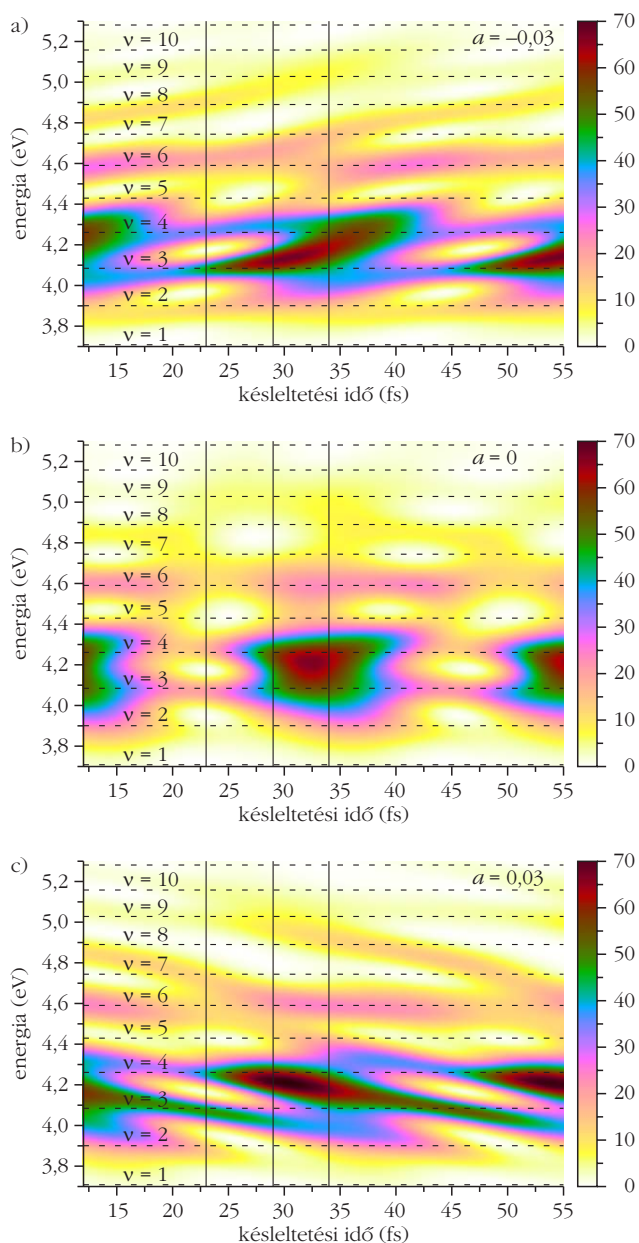 a)
a = –0,03
5,2
5,0
4,8
4,6
4,4
4,2
4,0
3,8
energia (eV)
ν = 10
ν = 9
ν = 8
ν = 7
ν = 6
ν = 5
ν = 4
ν = 3
ν = 2
ν = 1
15 20 25 30 35 40 45 50 55
késleltetési idő (fs)
70
60
50
40
30
20
10
0
b)
a = 0
5,2
5,0
4,8
4,6
4,4
4,2
4,0
3,8
energia (eV)
ν = 10
ν = 9
ν = 8
ν = 7
ν = 6
ν = 5
ν = 4
ν = 3
ν = 2
ν = 1
15 20 25 30 35 40 45 50 55
késleltetési idő (fs)
70
60
50
40
30
20
10
0
c)
a = 0,03
5,2
5,0
4,8
4,6
4,4
4,2
4,0
3,8
energia (eV)
ν = 10
ν = 9
ν = 8
ν = 7
ν = 6
ν = 5
ν = 4
ν = 3
ν = 2
ν = 1
15 20 25 30 35 40 45 50 55
késleltetési idő (fs)
70
60
50
40
30
20
10
0